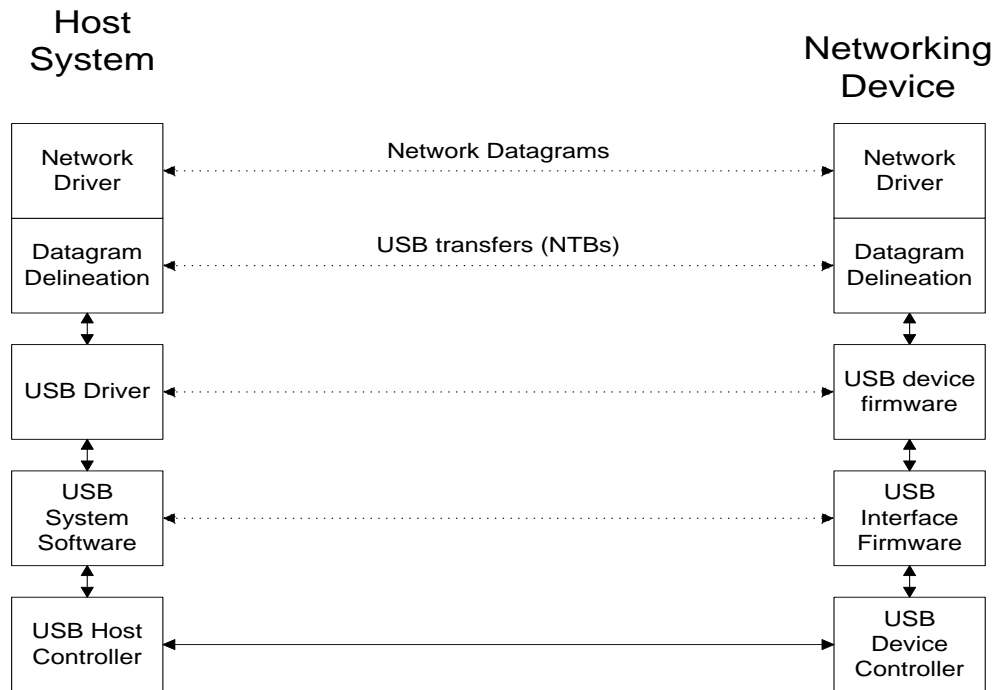 Host
System
Networking
Device
Network
Driver
Network Datagrams
Network
Driver
Datagram
Delineation
USB transfers (NTBs)
Datagram
Delineation
USB Driver
USB device
firmware
USB
System
Software
USB
Interface
Firmware
USB Host
Controller
USB
Device
Controller